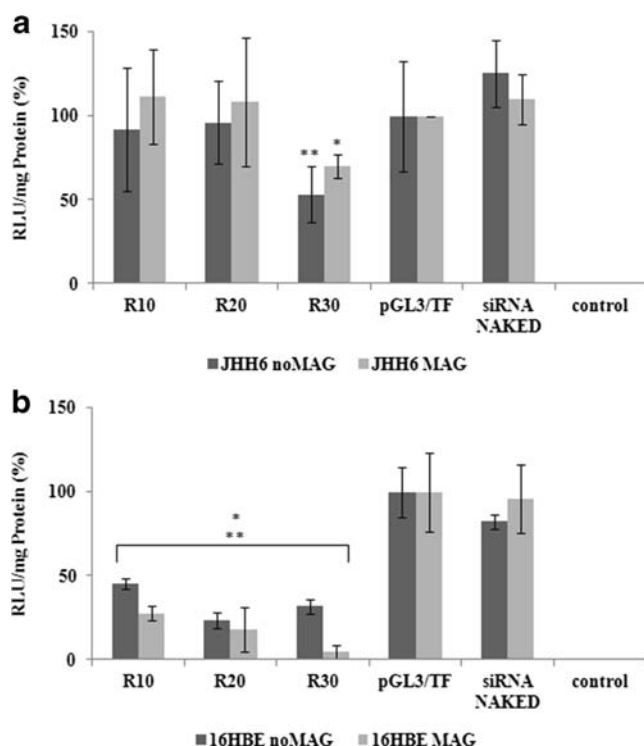 a
150
100
50
0
RLU/mg Protein (%)
**
*
R10 R20 R30 pGL3/TF siRNA NAKED control
JHH6 noMAG JHH6 MAG
b
150
100
50
0
RLU/mg Protein (%)
*
**
R10 R20 R30 pGL3/TF siRNA NAKED control
16HBE noMAG 16HBE MAG